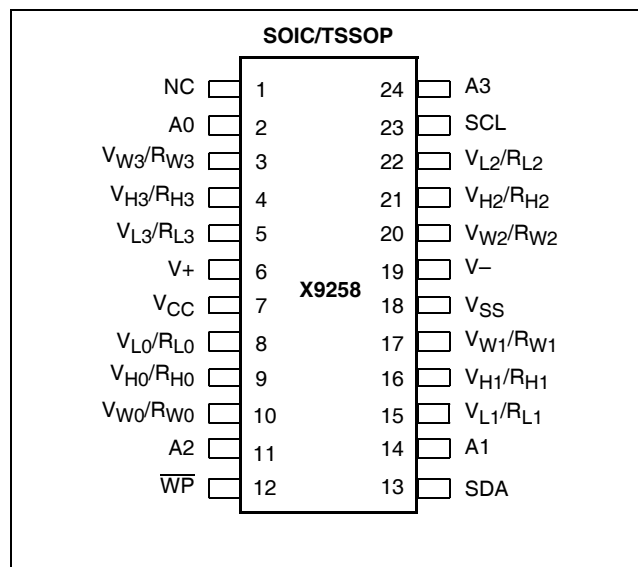 SOIC/TSSOP
NC 1 24 A3
A0 2 23 SCL
VW3/RW3 3 22 VL2/RL2
VH3/RH3 4 21 VH2/RH2
VL3/RL3 5 20 VW2/RW2
V+ 6 19 V–
X9258
VCC 7 18 VSS
VL0/RL0 8 17 VW1/RW1
VH0/RH0 9 16 VH1/RH1
VW0/RW0 10 15 VL1/RL1
A2 11 14 A1
W̅P̅ 12 13 SDA